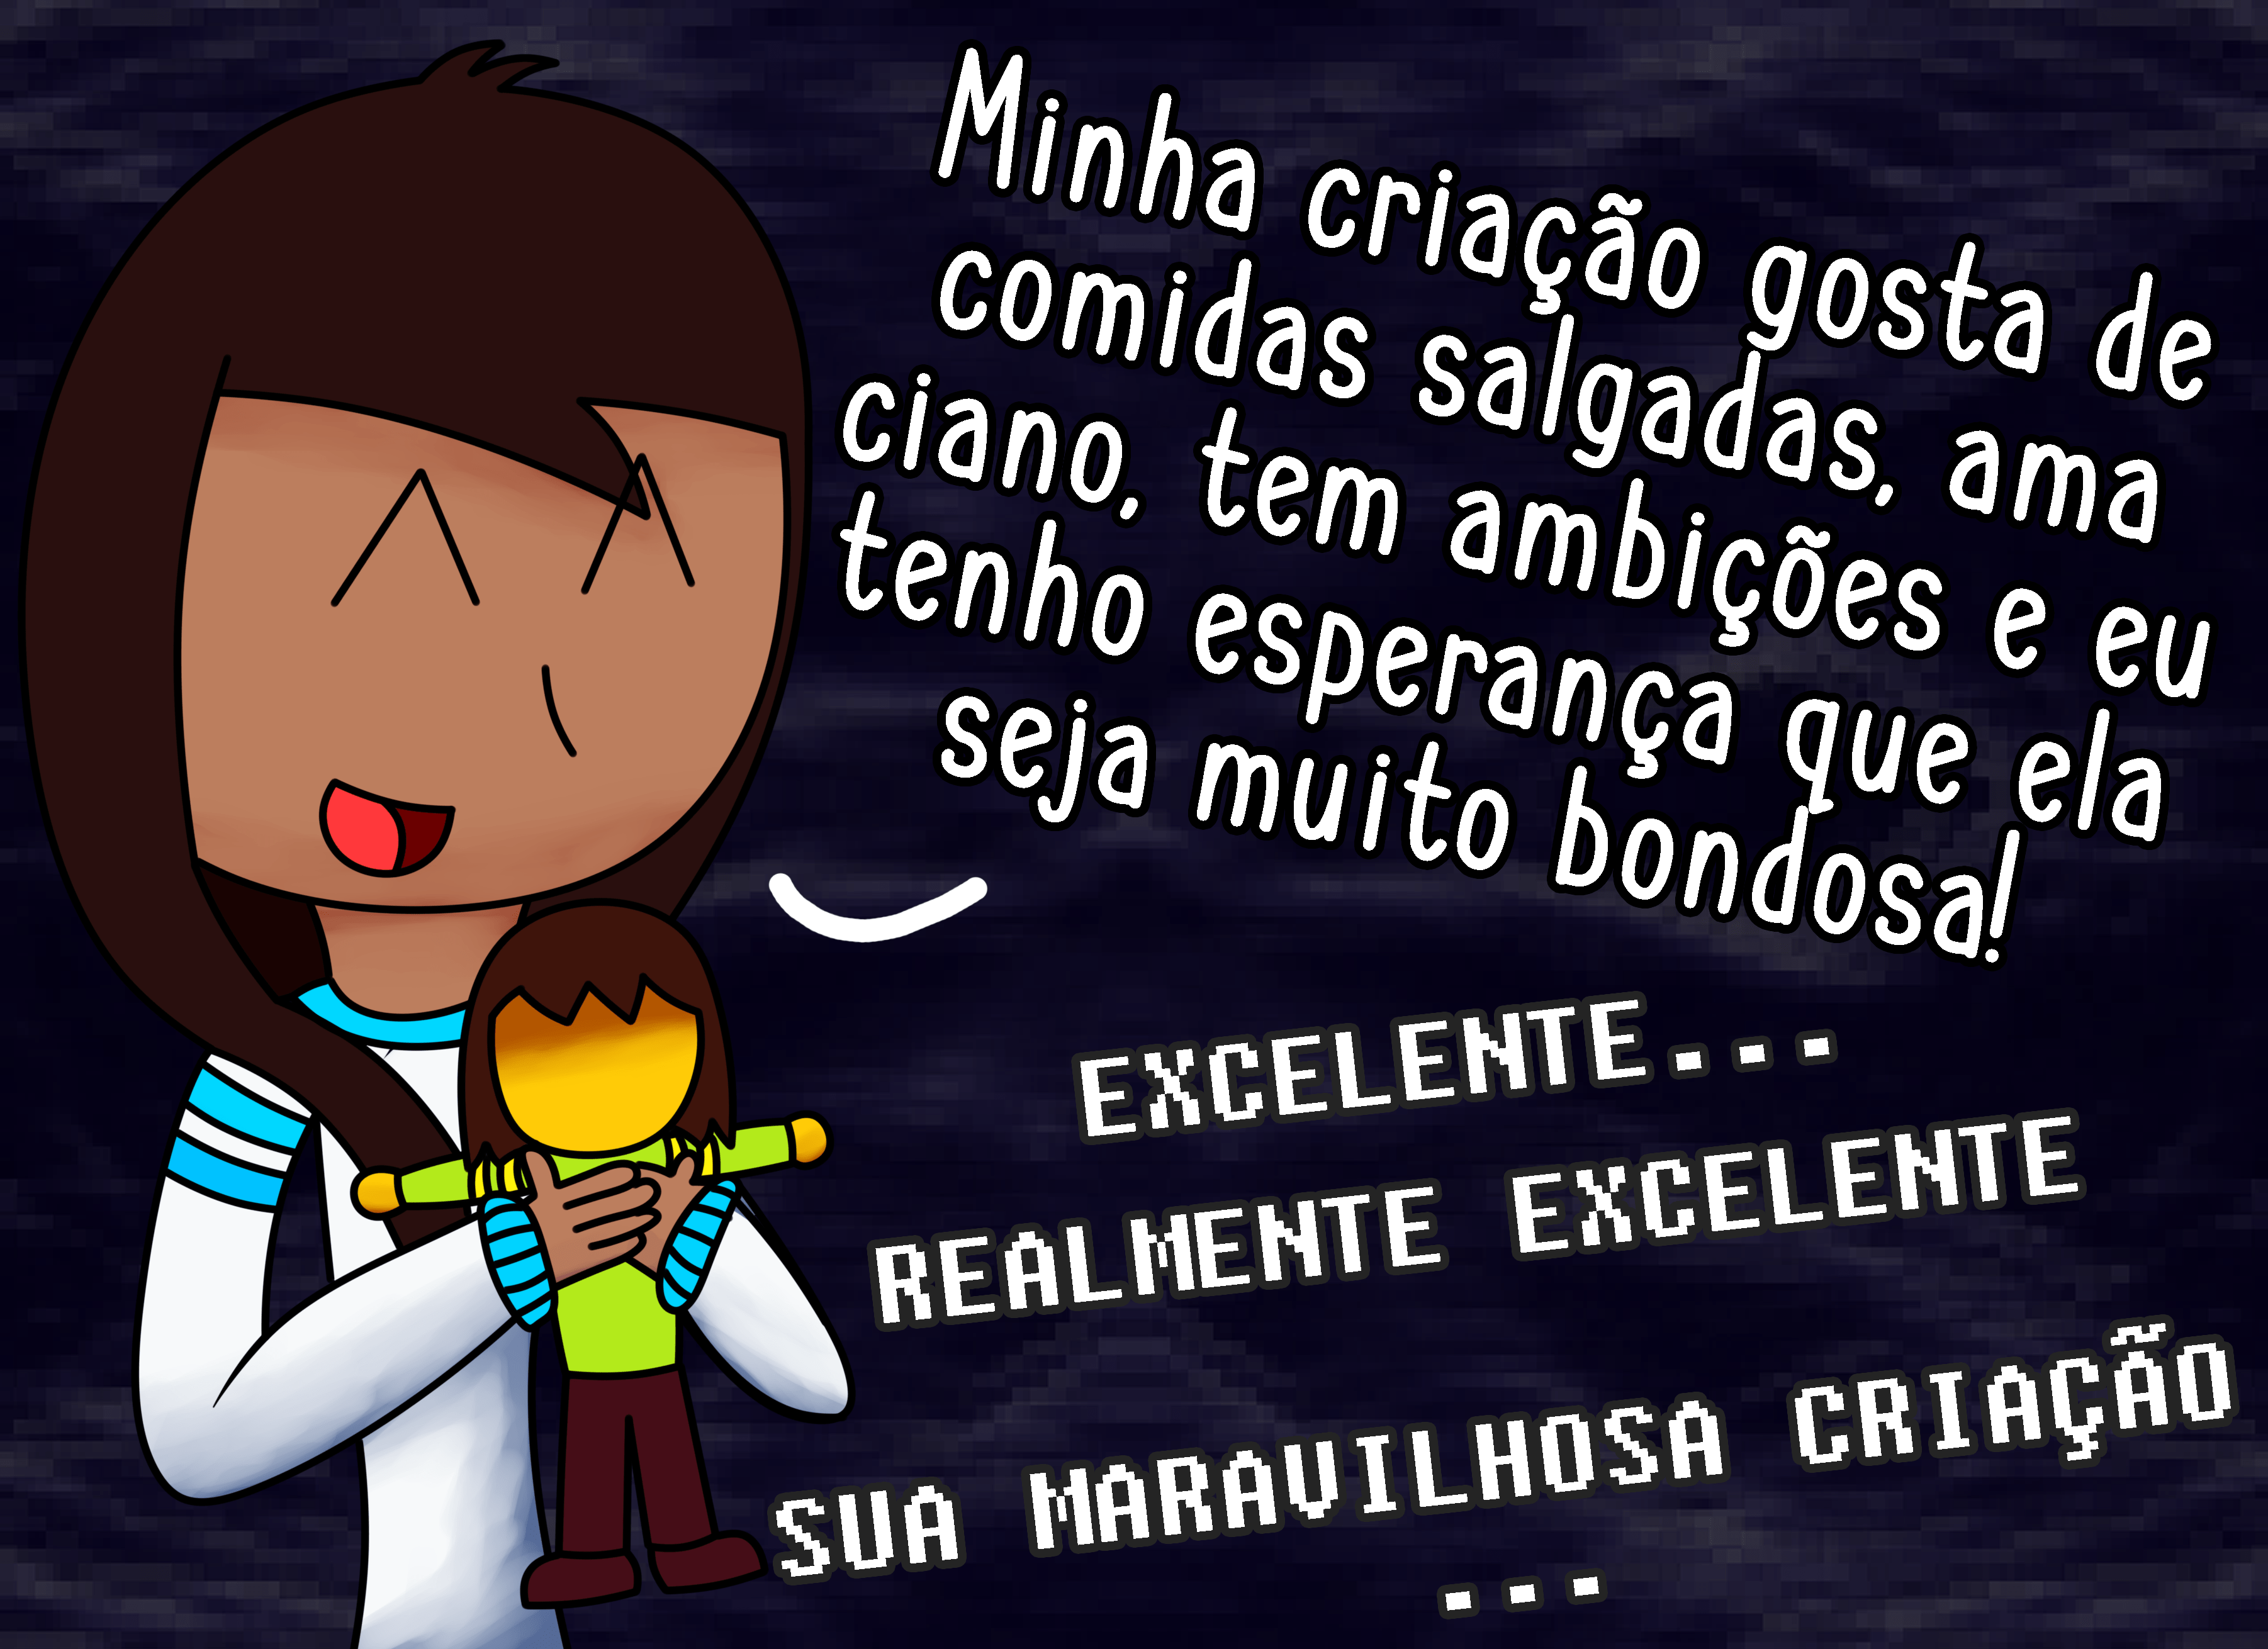 Minha criação gosta de
comidas salgadas, ama
ciano, tem ambições e eu
tenho esperança que ela
seja muito bondosa!
EXCELENTE...
REALMENTE EXCELENTE
SUA MARAVILHOSA CRIAÇÃO
...